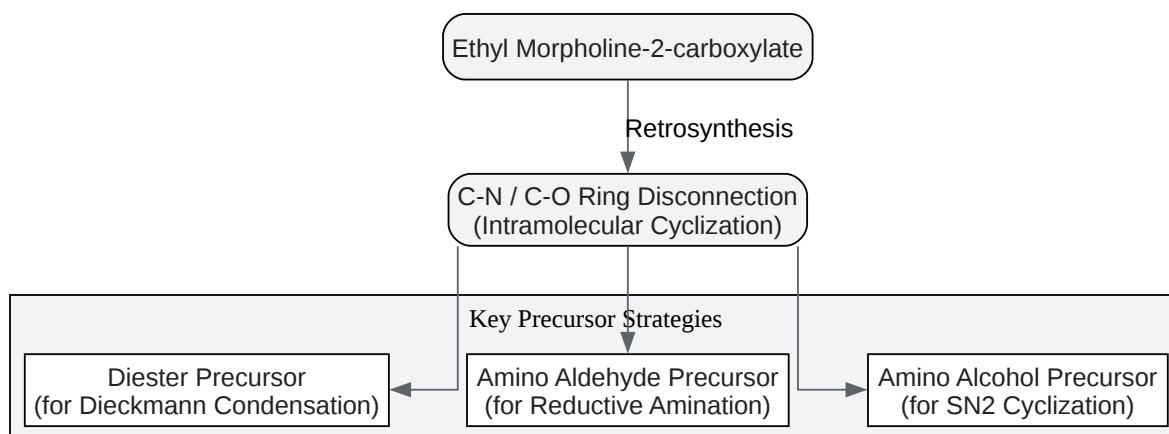 Ethyl Morpholine-2-carboxylate
Retrosynthesis
C-N / C-O Ring Disconnection
(Intramolecular Cyclization)
Key Precursor Strategies
Diester Precursor
(for Dieckmann Condensation)
Amino Aldehyde Precursor
(for Reductive Amination)
Amino Alcohol Precursor
(for SN2 Cyclization)